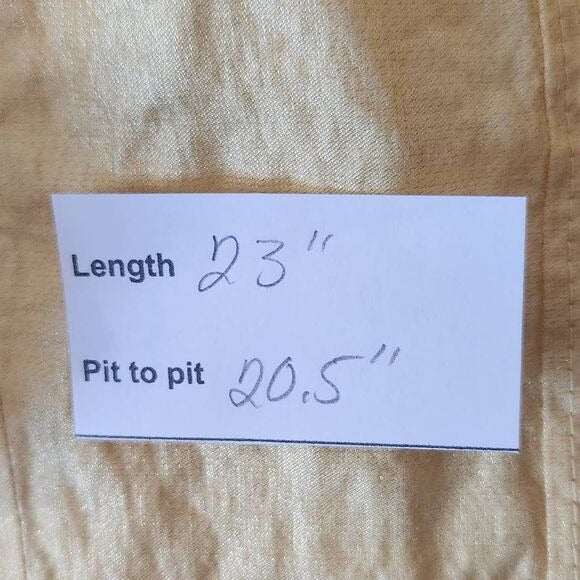 Length 23"
Pit to pit 20.5"